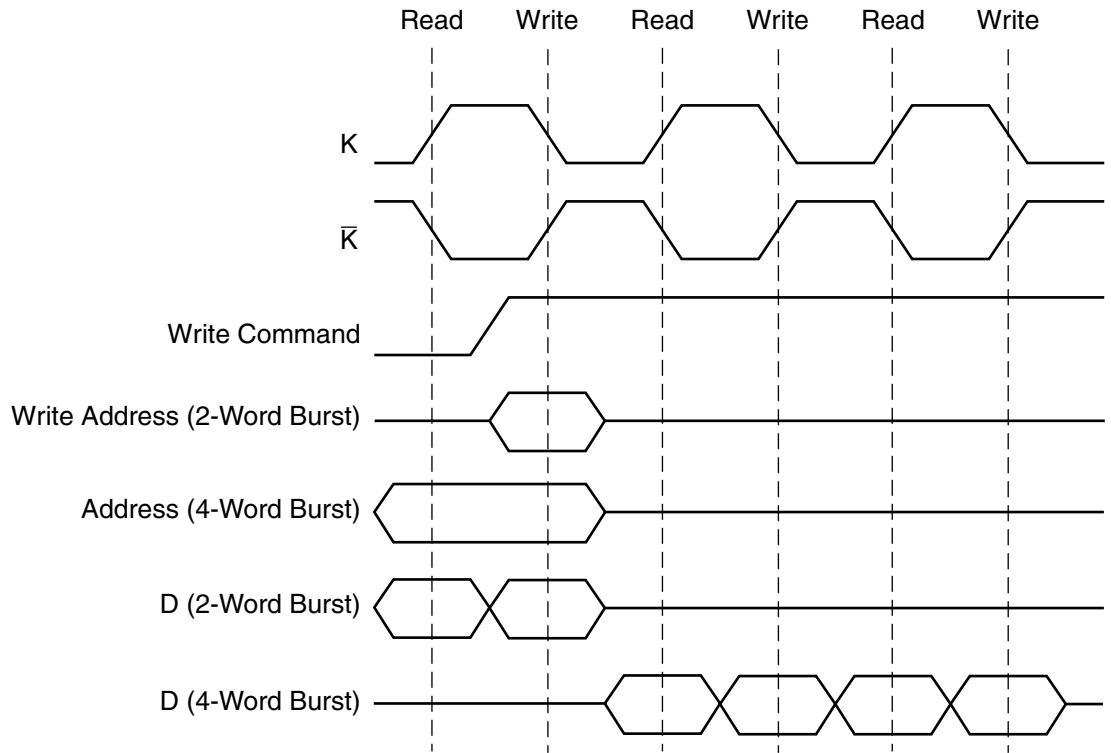 Read Write Read Write Read Write
K
K̅
Write Command
Write Address (2-Word Burst)
Address (4-Word Burst)
D (2-Word Burst)
D (4-Word Burst)